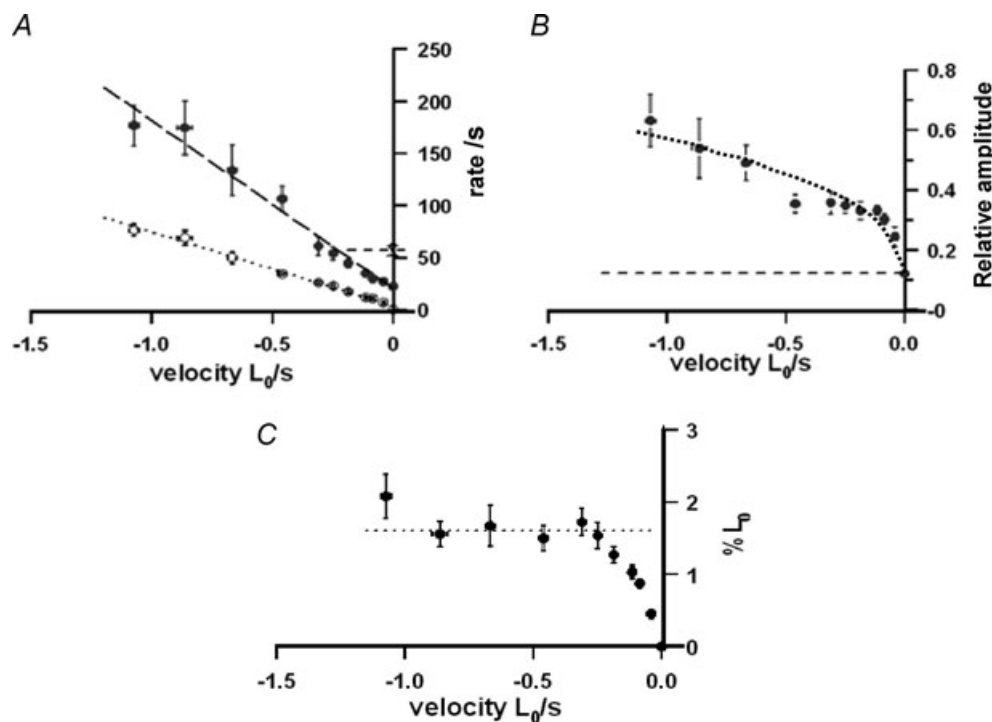 A
250
200
150
100
50
0
rate /s
-1.5 -1.0 -0.5 0
velocity L₀/s
B
0.8
0.6
0.4
0.2
-0
Relative amplitude
-1.5 -1.0 -0.5 0.0
velocity L₀/s
C
3
2
1
0
% L₀
-1.5 -1.0 -0.5 0.0
velocity L₀/s